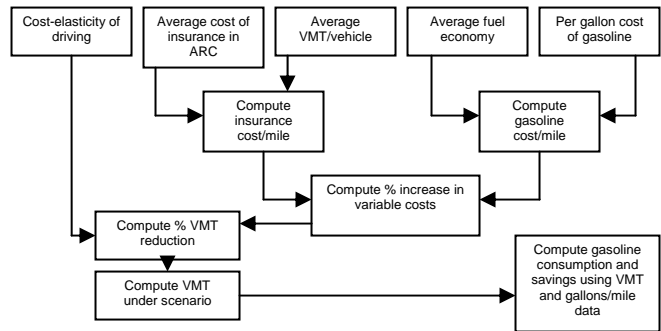 Cost-elasticity of
driving
Average cost of
insurance in
ARC
Average
VMT/vehicle
Average fuel
economy
Per gallon cost
of gasoline
Compute
insurance
cost/mile
Compute
gasoline
cost/mile
Compute % increase in
variable costs
Compute % VMT
reduction
Compute VMT
under scenario
Compute gasoline
consumption and
savings using VMT
and gallons/mile
data